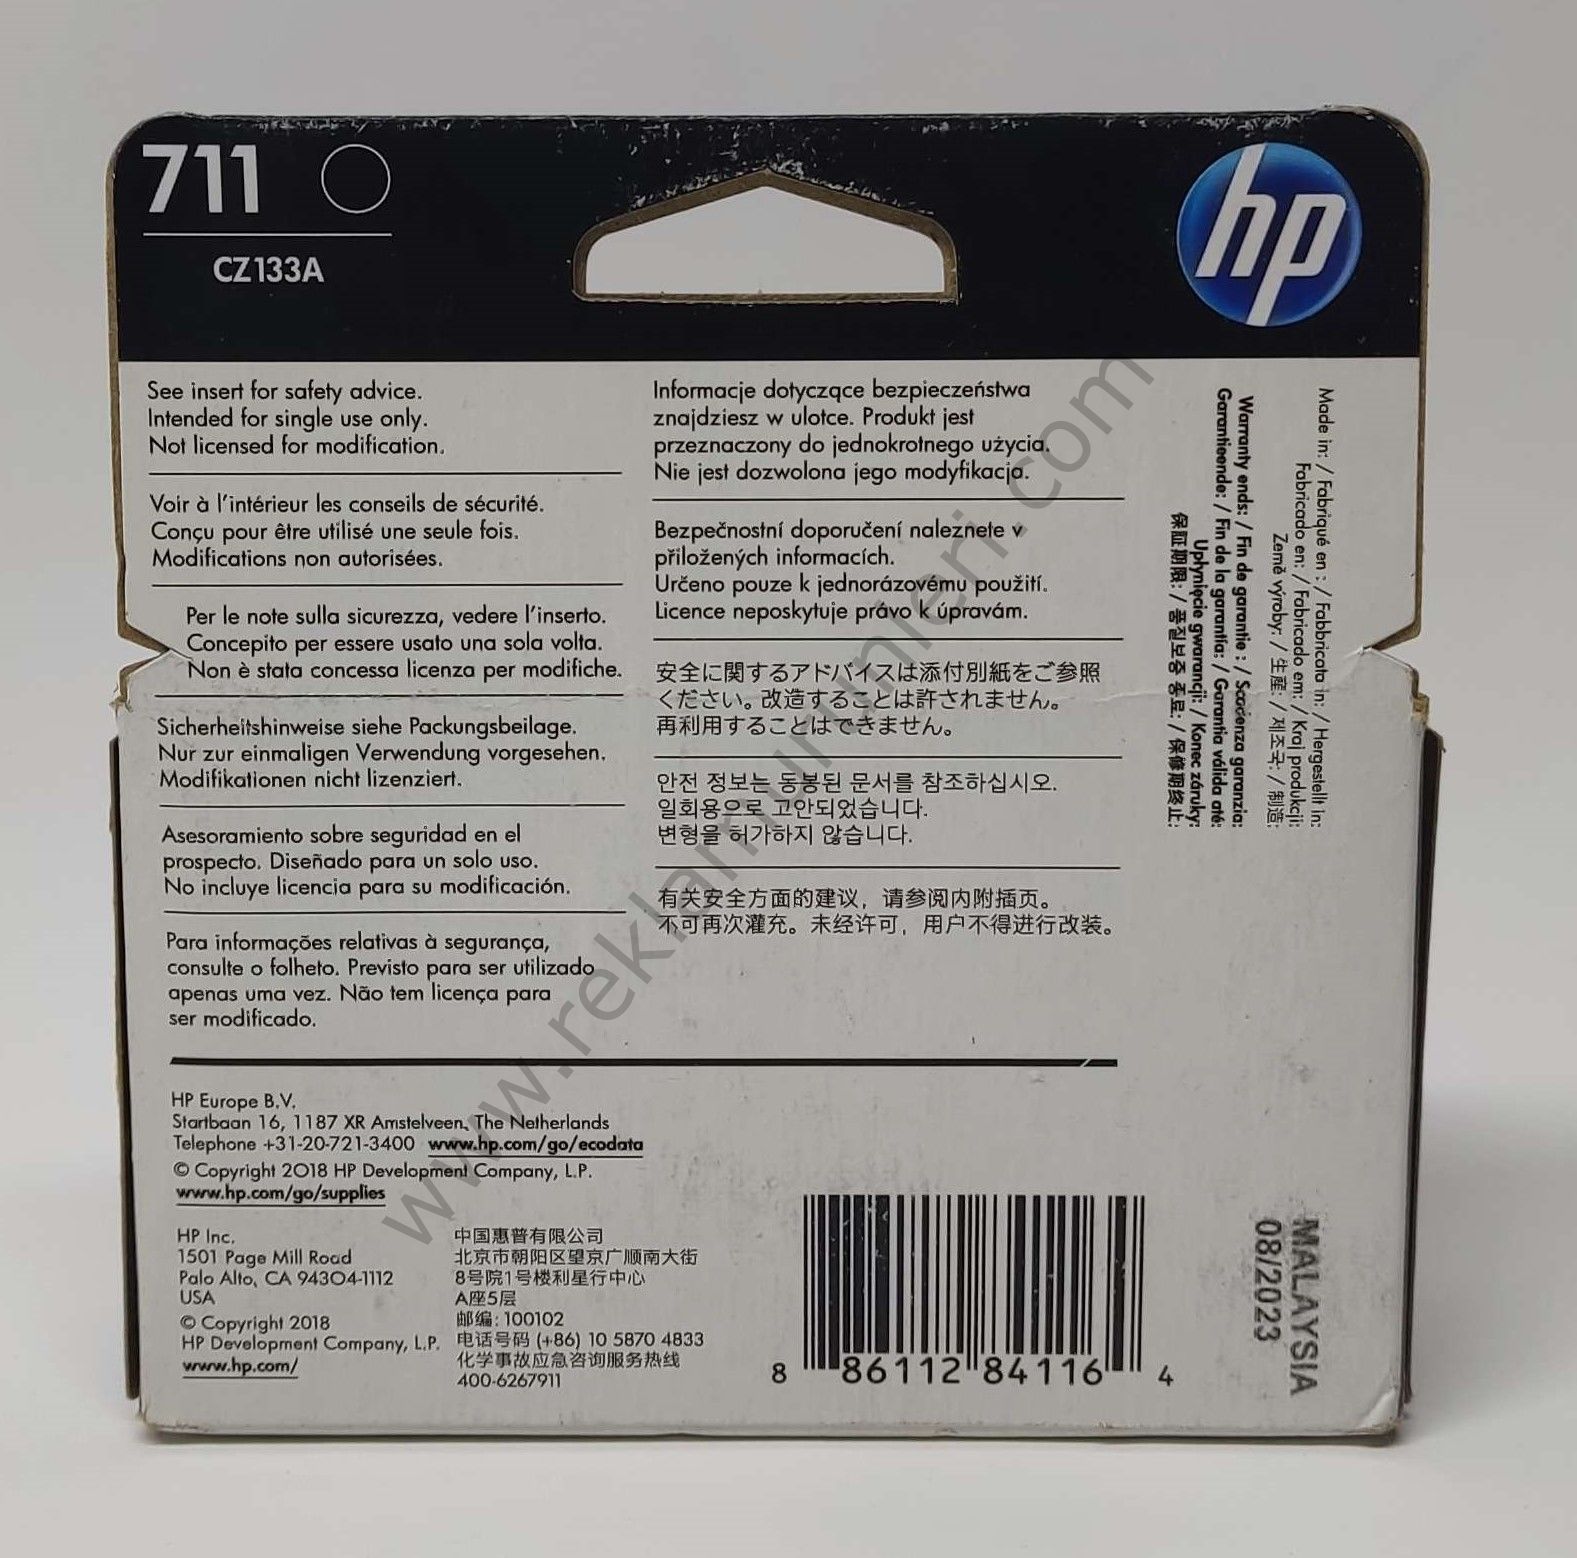 711
CZ133A
hp
See insert for safety advice.
Intended for single use only.
Not licensed for modification.
Voir à l'intérieur les conseils de sécurité.
Conçu pour être utilisé une seule fois.
Modifications non autorisées.
Per le note sulla sicurezza, vedere l'inserto.
Concepito per essere usato una sola volta.
Non è stata concessa licenza per modifiche.
Sicherheitshinweise siehe Packungsbeilage.
Nur zur einmaligen Verwendung vorgesehen.
Modifikationen nicht lizenziert.
Asesoramiento sobre seguridad en el
prospecto. Diseñado para un solo uso.
No incluye licencia para su modificación.
Para informações relativas à segurança,
consulte o folheto. Previsto para ser utilizado
apenas uma vez. Não tem licença para
ser modificado.
Informacje dotyczące bezpieczeństwa
znajdziesz w ulotce. Produkt jest
przeznaczony do jednokrotnego użycia.
Nie jest dozwolona jego modyfikacja.
Bezpečnostní doporučení naleznete v
přiložených informacích.
Určeno pouze k jednorázovému použití.
Licence neposkytuje právo k úpravám.
安全に関するアドバイスは添付別紙をご参照
ください。改造することは許されません。
再利用することはできません。
안전 정보는 동봉된 문서를 참조하십시오.
일회용으로 고안되었습니다.
변형을 허가하지 않습니다.
有关安全方面的建议，请参阅内附插页。
不可再次灌充。未经许可，用户不得进行改装。
Made in: / Fabriqué en : / Fabbricato in: / Hergestellt in:
Fabricado en: / Fabricado em: / Kraj produkcji:
Země výroby: / 生産: / 제조국: / 制造:
Warranty ends: / Fin de garantie : / Scadenza garanzia:
Garantieende: / Fin de la garantía: / Garantia válida até:
Upłynięcie gwarancji: / Konec záruky:
保証期限: / 품질보증 종료: / 保修期终止:
HP Europe B.V.
Startbaan 16, 1187 XR Amstelveen, The Netherlands
Telephone +31-20-721-3400 www.hp.com/go/ecodata
© Copyright 2018 HP Development Company, L.P.
www.hp.com/go/supplies
HP Inc.
1501 Page Mill Road
Palo Alto, CA 94304-1112
USA
© Copyright 2018
HP Development Company, L.P.
www.hp.com/
中国惠普有限公司
北京市朝阳区望京广顺南大街
8号院1号楼利星行中心
A座5层
邮编: 100102
电话号码 (+86) 10 5870 4833
化学事故应急咨询服务热线
400-6267911
8 86112 84116 4
MALAYSIA
08/2023
www.reklamurunleri.com